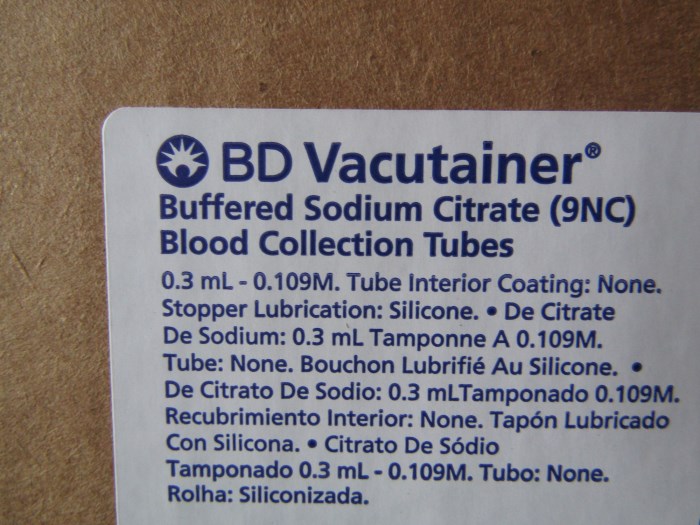 BD Vacutainer®
Buffered Sodium Citrate (9NC)
Blood Collection Tubes
0.3 mL - 0.109M. Tube Interior Coating: None.
Stopper Lubrication: Silicone. • De Citrate
De Sodium: 0.3 mL Tamponne A 0.109M.
Tube: None. Bouchon Lubrifié Au Silicone. •
De Citrato De Sodio: 0.3 mLTamponado 0.109M.
Recubrimiento Interior: None. Tapón Lubricado
Con Silicona. • Citrato De Sódio
Tamponado 0.3 mL - 0.109M. Tubo: None.
Rolha: Siliconizada.